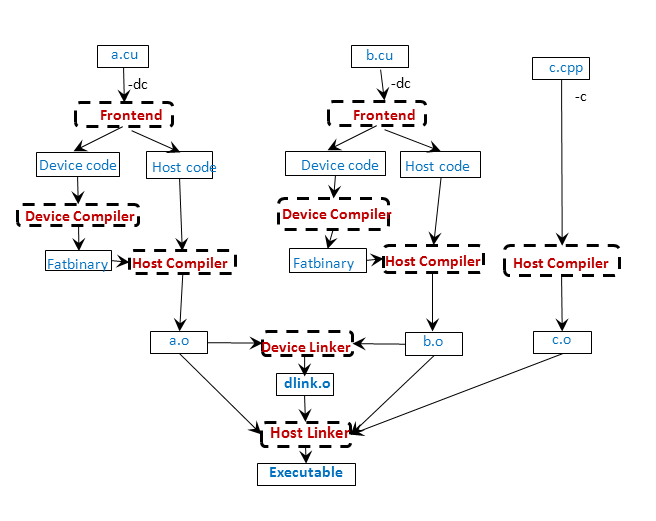 a.cu
b.cu
c.cpp
-dc
-dc
-c
Frontend
Frontend
Device code
Host code
Device code
Host code
Device Compiler
Device Compiler
Fatbinary
Host Compiler
Fatbinary
Host Compiler
Host Compiler
a.o
Device Linker
b.o
c.o
dlink.o
Host Linker
Executable